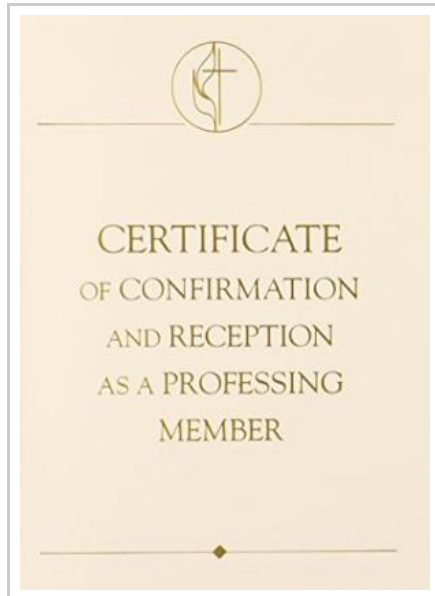 CERTIFICATE
OF CONFIRMATION
AND RECEPTION
AS A PROFESSING
MEMBER